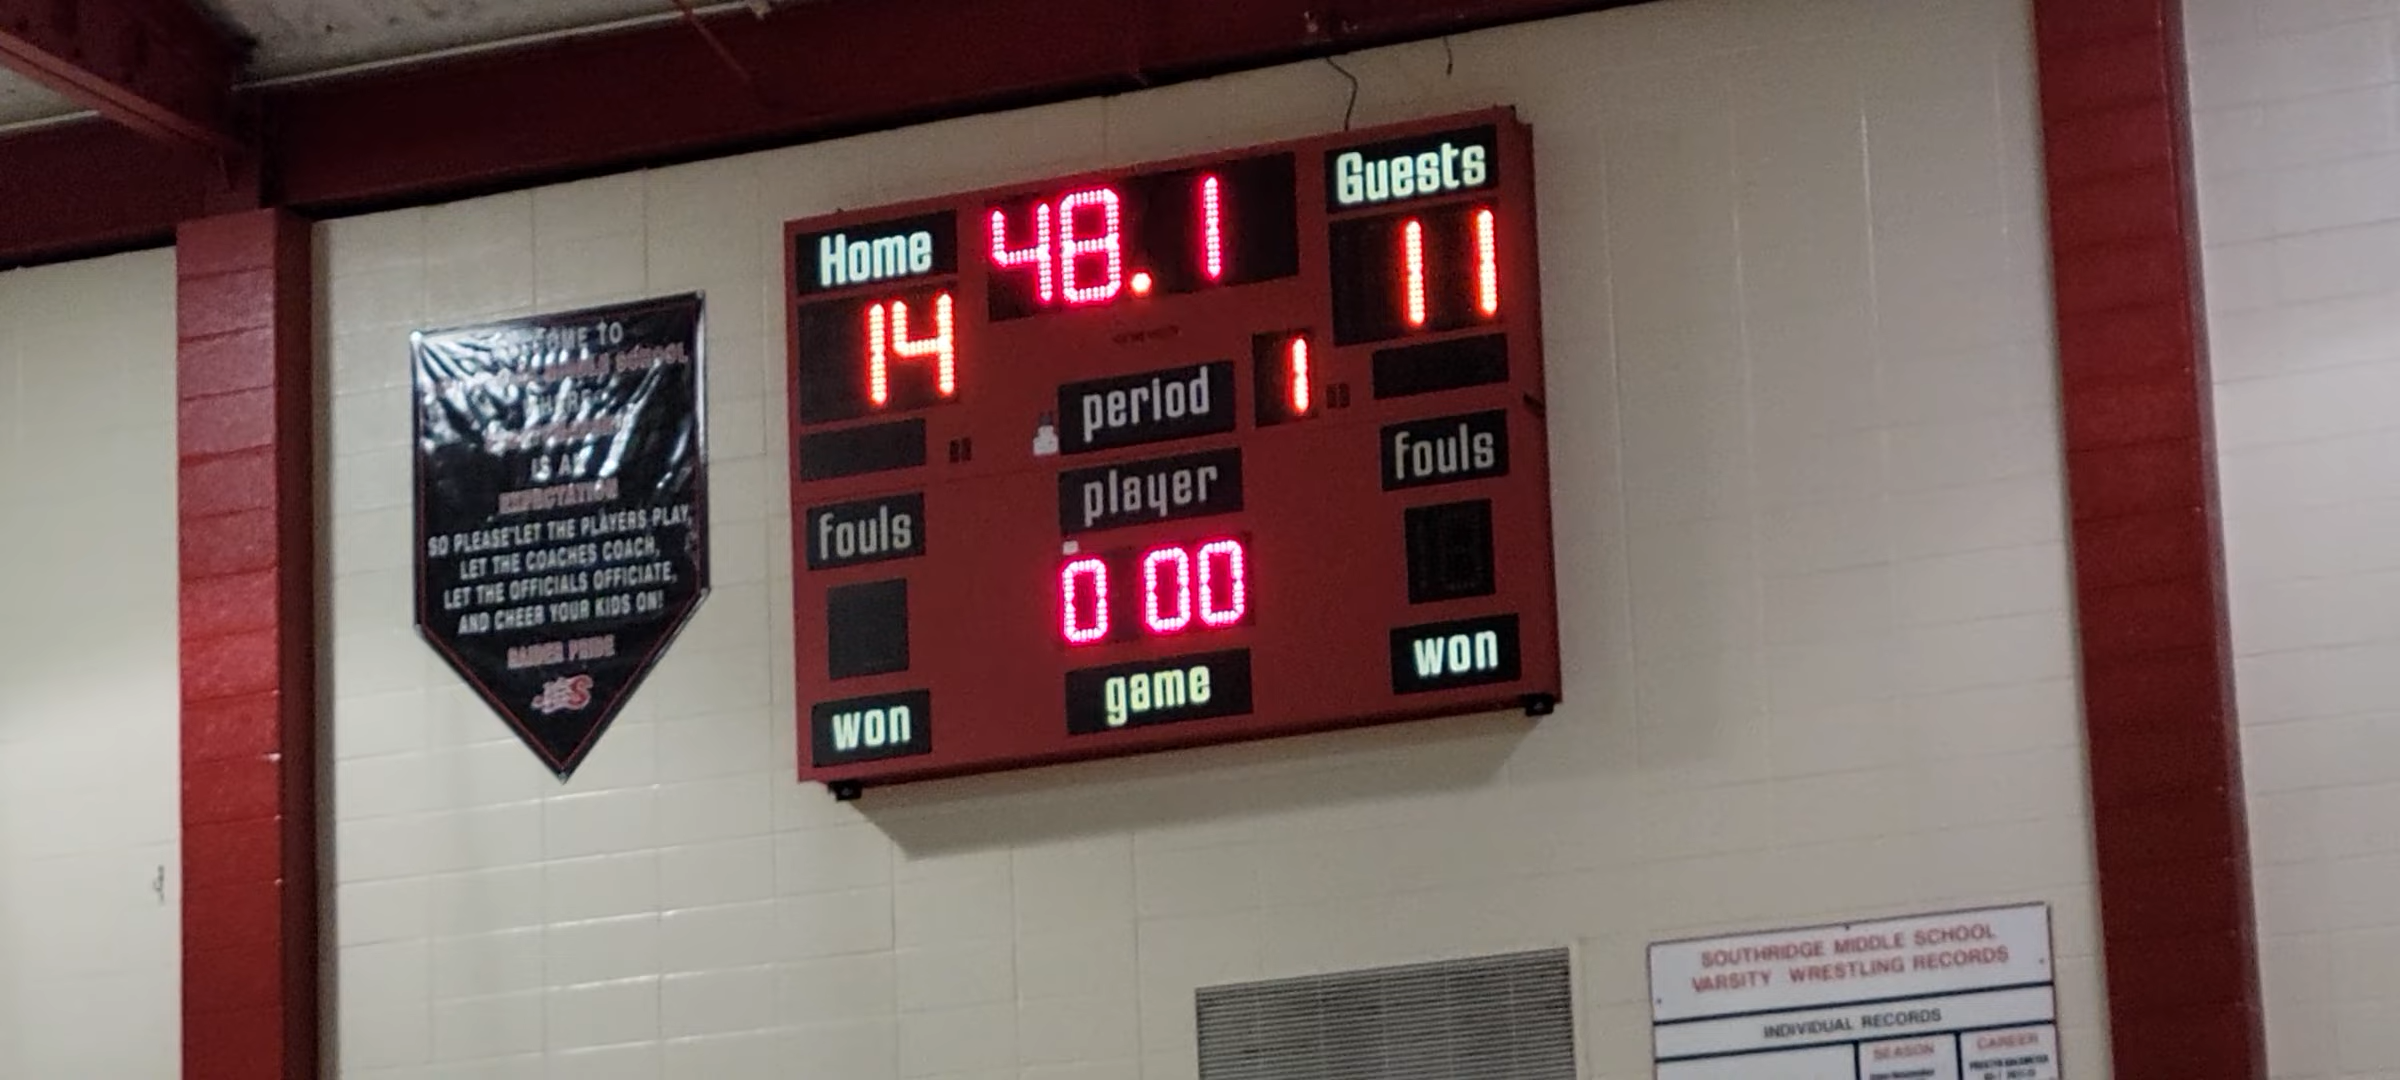 TO
SCHOOL
IS AN
EXPECTATION
SO PLEASE LET THE PLAYERS PLAY,
LET THE COACHES COACH,
LET THE OFFICIALS OFFICIATE,
AND CHEER YOUR KIDS ON!
RAIDER PRIDE
S
Home
48.1
Guests
14
11
period
1
player
fouls
fouls
0 00
game
won
won
SOUTHRIDGE MIDDLE SCHOOL
VARSITY WRESTLING RECORDS
INDIVIDUAL RECORDS
SEASON
CAREER